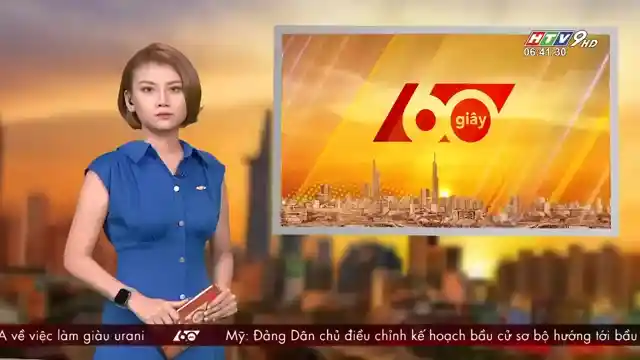 HTV9 HD
06.41.30
60 giây
A về việc làm giàu urani 60 Mỹ: Đảng Dân chủ điều chỉnh kế hoạch bầu cử sơ bộ hướng tới bầu